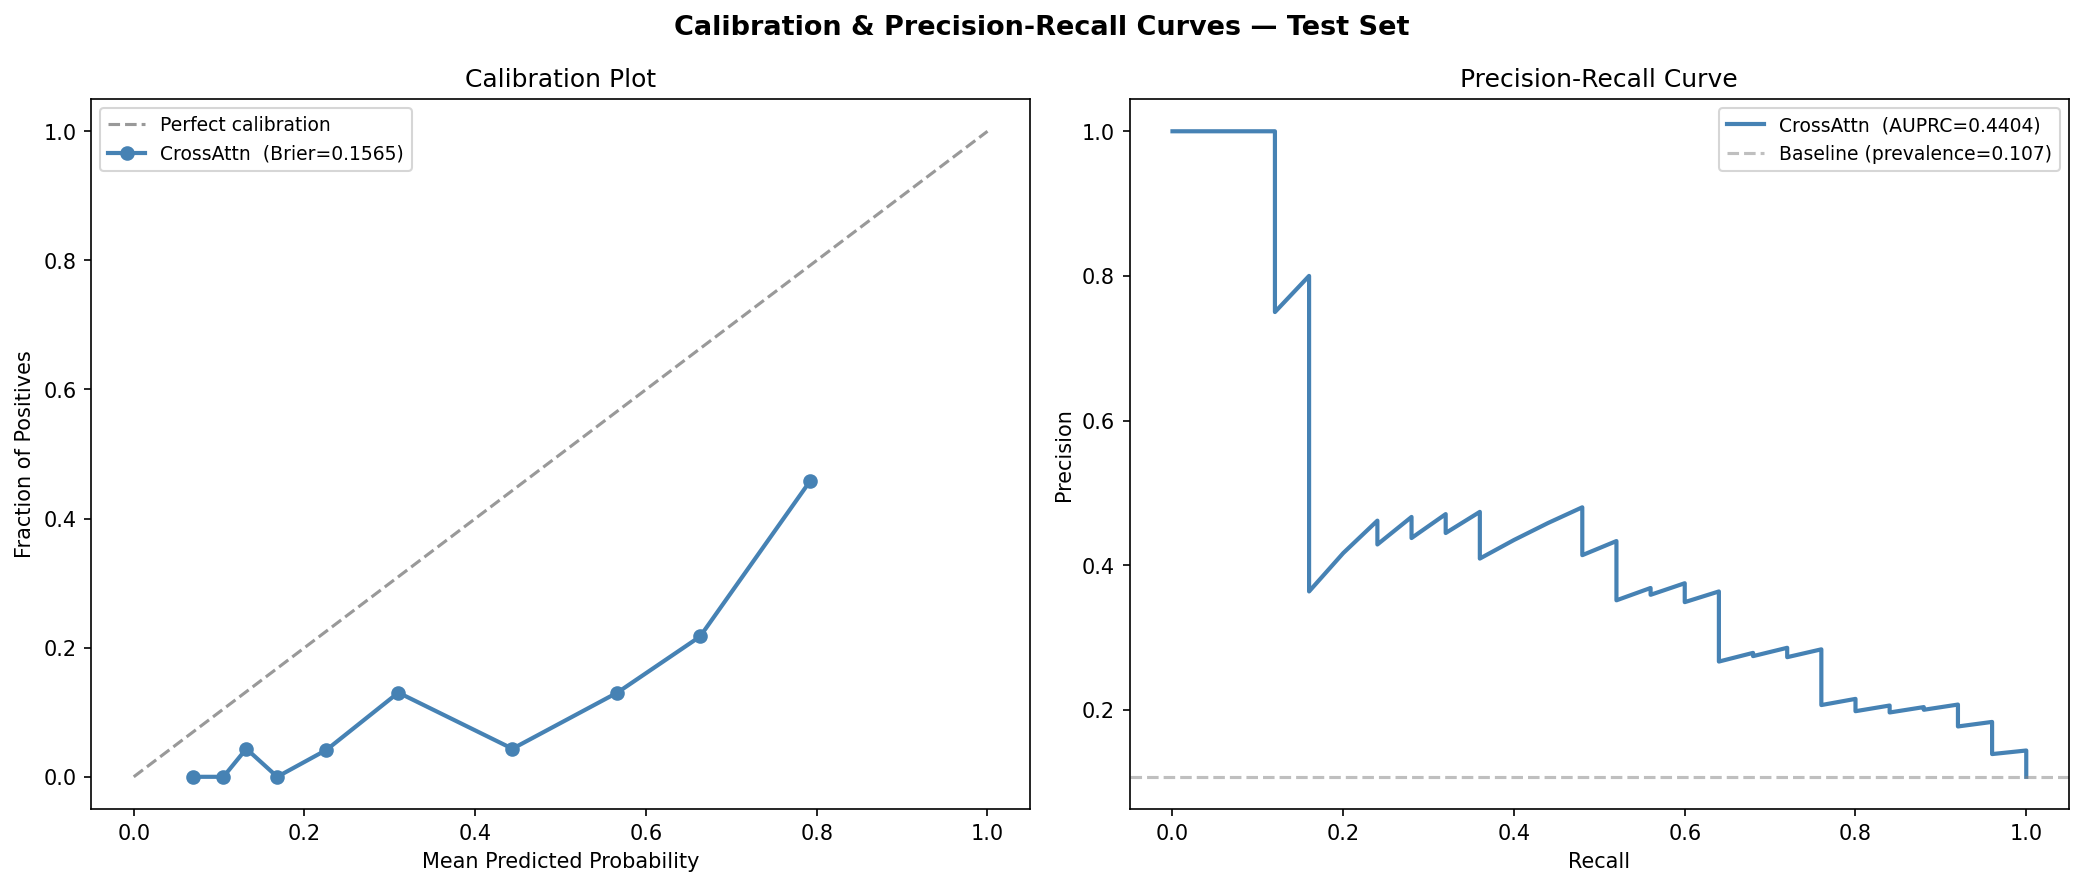 Calibration & Precision-Recall Curves — Test Set
Calibration Plot
Perfect calibration
CrossAttn (Brier=0.1565)
1.0
0.8
0.6
0.4
0.2
0.0
Fraction of Positives
0.0 0.2 0.4 0.6 0.8 1.0
Mean Predicted Probability
Precision-Recall Curve
CrossAttn (AUPRC=0.4404)
Baseline (prevalence=0.107)
1.0
0.8
0.6
0.4
0.2
Precision
0.0 0.2 0.4 0.6 0.8 1.0
Recall